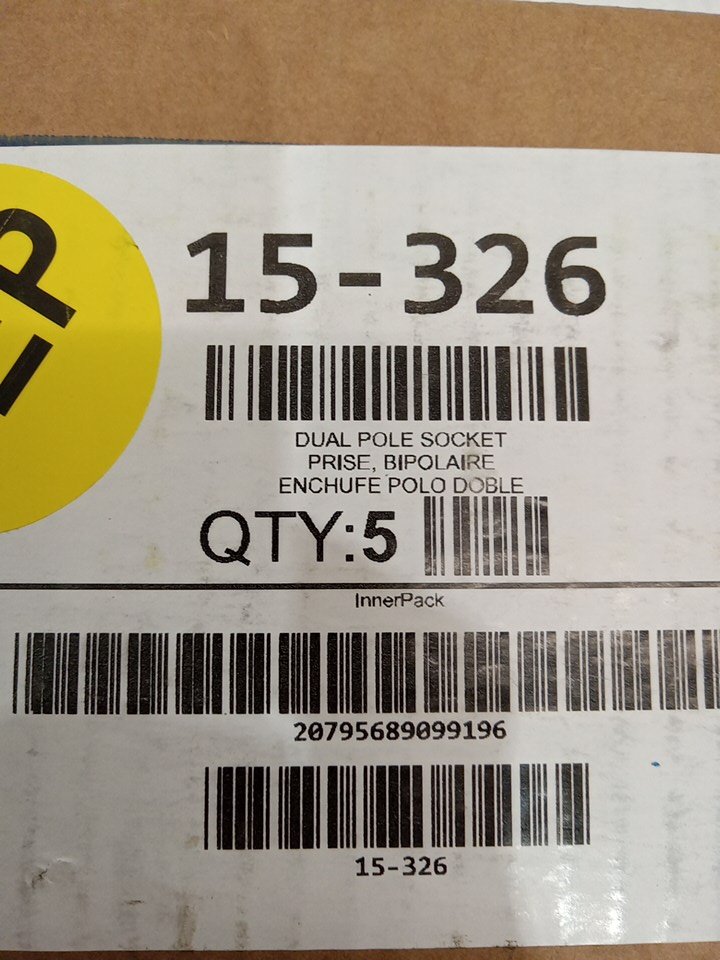 15-326
DUAL POLE SOCKET
PRISE, BIPOLAIRE
ENCHUFE POLO DOBLE
QTY:5
InnerPack
20795689099196
15-326